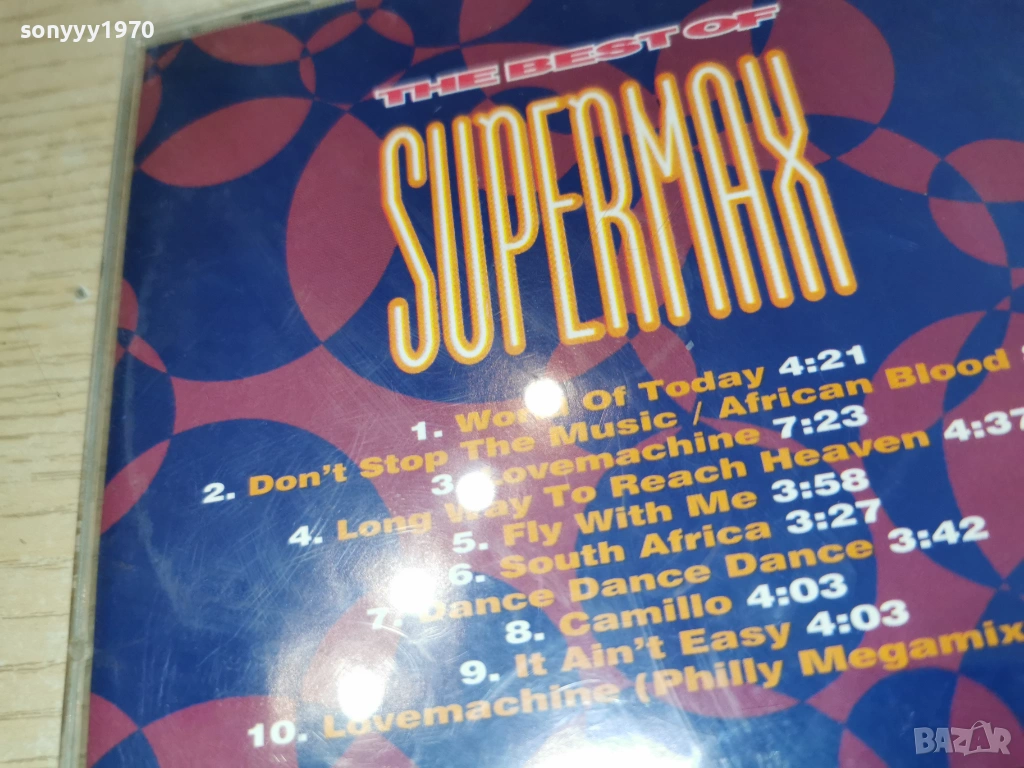 sonyyy1970
THE BEST OF
SUPERMAX
1. World Of Today 4:21
2. Don't Stop The Music / African Blood
3. Lovemachine 7:23
4. Long Way To Reach Heaven 4:37
5. Fly With Me 3:58
6. South Africa 3:27
7. Dance Dance Dance 3:42
8. Camillo 4:03
9. It Ain't Easy 4:03
10. Lovemachine (Philly Megamix
BAZAR